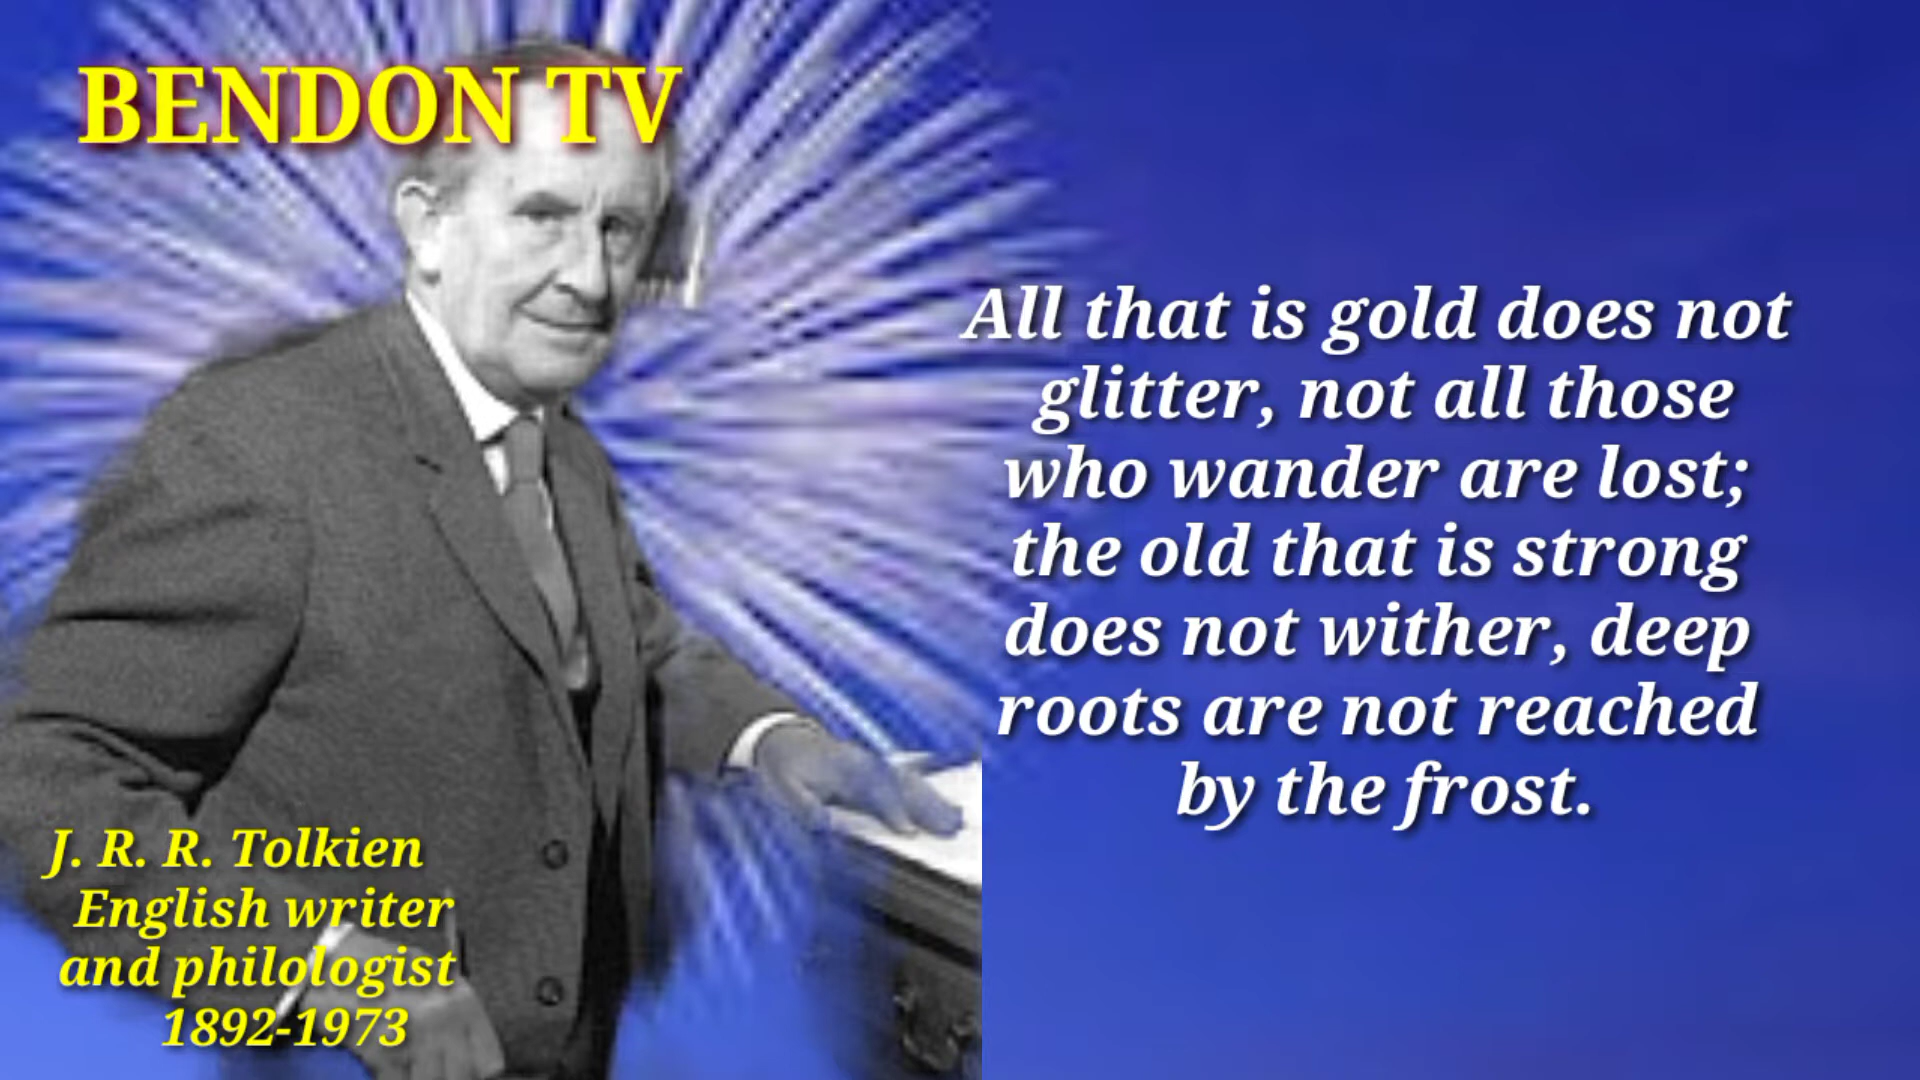 BENDON TV
All that is gold does not
glitter, not all those
who wander are lost;
the old that is strong
does not wither, deep
roots are not reached
by the frost.
J. R. R. Tolkien
English writer
and philologist
1892-1973